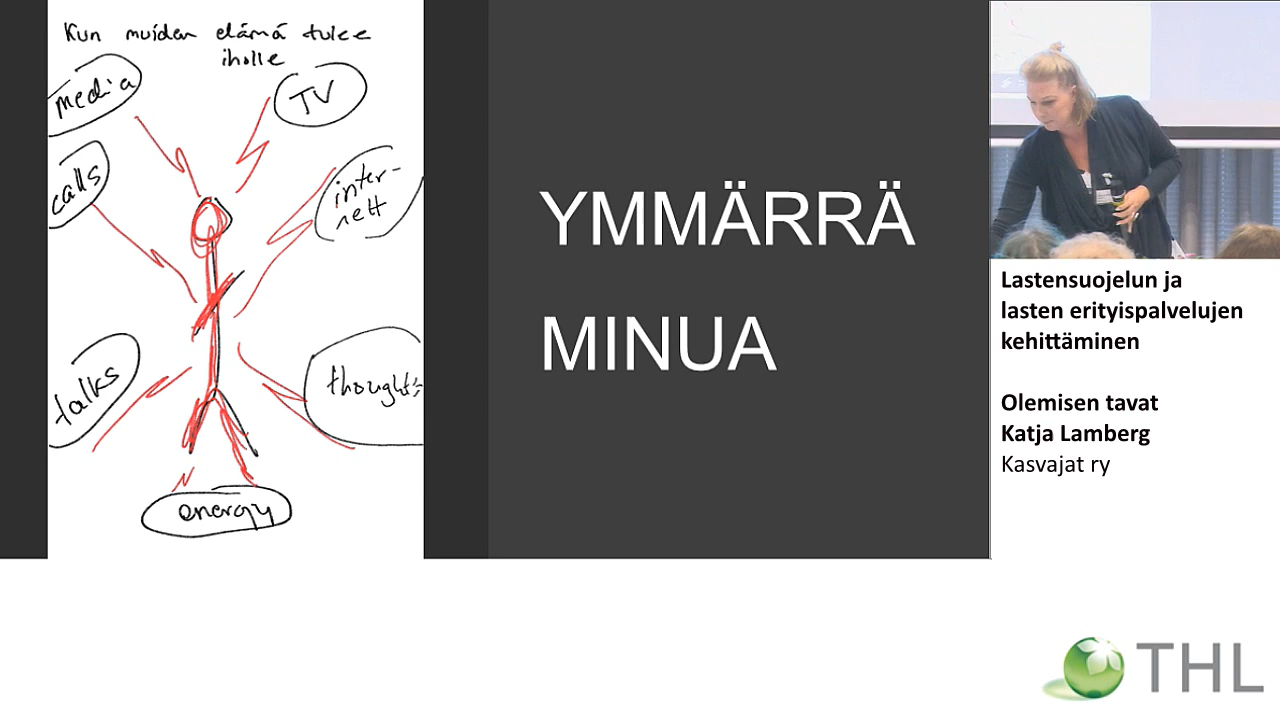 Kun muiden elämä tulee
iholle
media
TV
calls
inter-
nett
talks
thoughts
energy
YMMÄRRÄ
MINUA
Lastensuojelun ja
lasten erityispalvelujen
kehittäminen
Olemisen tavat
Katja Lamberg
Kasvajat ry
THL